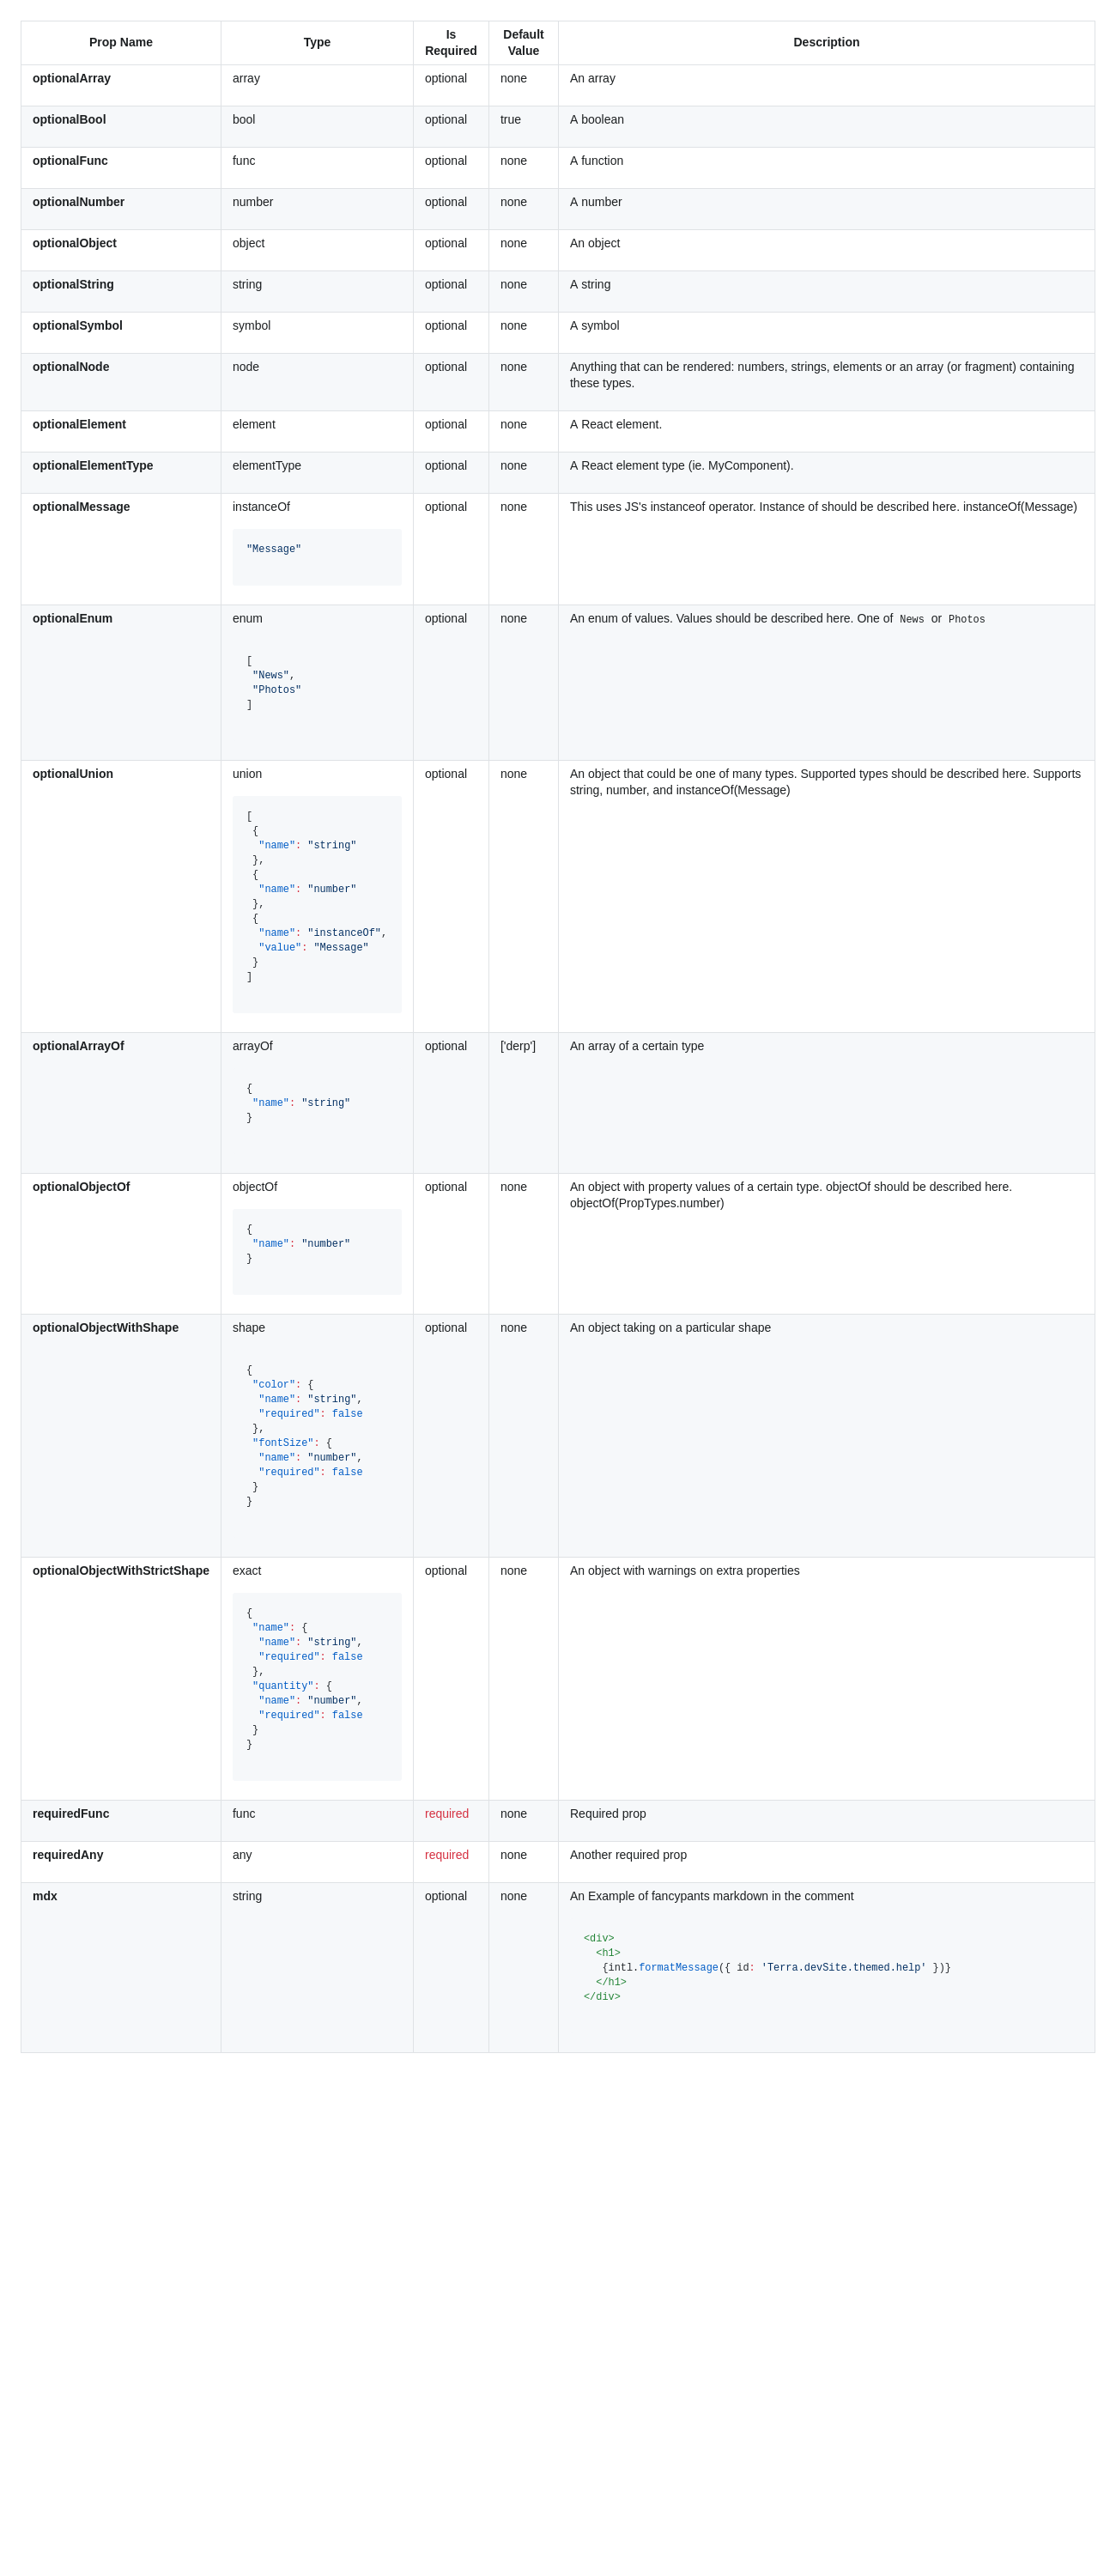 Prop Name Type Is Required Default Value Description
optionalArray array optional none An array
optionalBool bool optional true A boolean
optionalFunc func optional none A function
optionalNumber number optional none A number
optionalObject object optional none An object
optionalString string optional none A string
optionalSymbol symbol optional none A symbol
optionalNode node optional none Anything that can be rendered: numbers, strings, elements or an array (or fragment) containing
these types.
optionalElement element optional none A React element.
optionalElementType elementType optional none A React element type (ie. MyComponent).
optionalMessage instanceOf optional none This uses JS's instanceof operator. Instance of should be described here. instanceOf(Message)
"Message"
optionalEnum enum optional none An enum of values. Values should be described here. One of News or Photos
[
"News",
"Photos"
]
optionalUnion union optional none An object that could be one of many types. Supported types should be described here. Supports
string, number, and instanceOf(Message)
[
{
"name": "string"
},
{
"name": "number"
},
{
"name": "instanceOf",
"value": "Message"
}
]
optionalArrayOf arrayOf optional ['derp'] An array of a certain type
{
"name": "string"
}
optionalObjectOf objectOf optional none An object with property values of a certain type. objectOf should be described here.
objectOf(PropTypes.number)
{
"name": "number"
}
optionalObjectWithShape shape optional none An object taking on a particular shape
{
"color": {
"name": "string",
"required": false
},
"fontSize": {
"name": "number",
"required": false
}
}
optionalObjectWithStrictShape exact optional none An object with warnings on extra properties
{
"name": {
"name": "string",
"required": false
},
"quantity": {
"name": "number",
"required": false
}
}
requiredFunc func required none Required prop
requiredAny any required none Another required prop
mdx string optional none An Example of fancypants markdown in the comment
<div>
<h1>
{intl.formatMessage({ id: 'Terra.devSite.themed.help' })}
</h1>
</div>